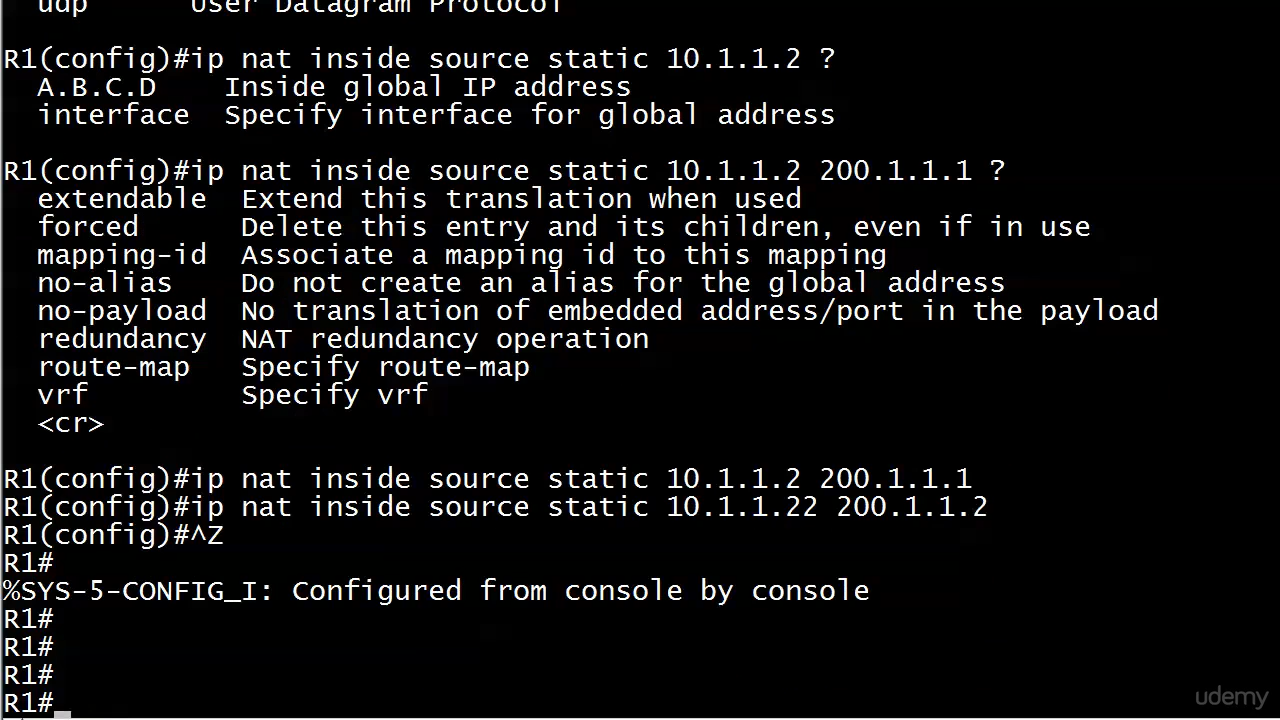 udp      User Datagram Protocol
R1(config)#ip nat inside source static 10.1.1.2 ?
  A.B.C.D    Inside global IP address
  interface  Specify interface for global address
R1(config)#ip nat inside source static 10.1.1.2 200.1.1.1 ?
  extendable  Extend this translation when used
  forced      Delete this entry and its children, even if in use
  mapping-id  Associate a mapping id to this mapping
  no-alias    Do not create an alias for the global address
  no-payload  No translation of embedded address/port in the payload
  redundancy  NAT redundancy operation
  route-map   Specify route-map
  vrf         Specify vrf
  <cr>
R1(config)#ip nat inside source static 10.1.1.2 200.1.1.1
R1(config)#ip nat inside source static 10.1.1.22 200.1.1.2
R1(config)#^Z
R1#
%SYS-5-CONFIG_I: Configured from console by console
R1#
R1#
R1#
R1#
udemy